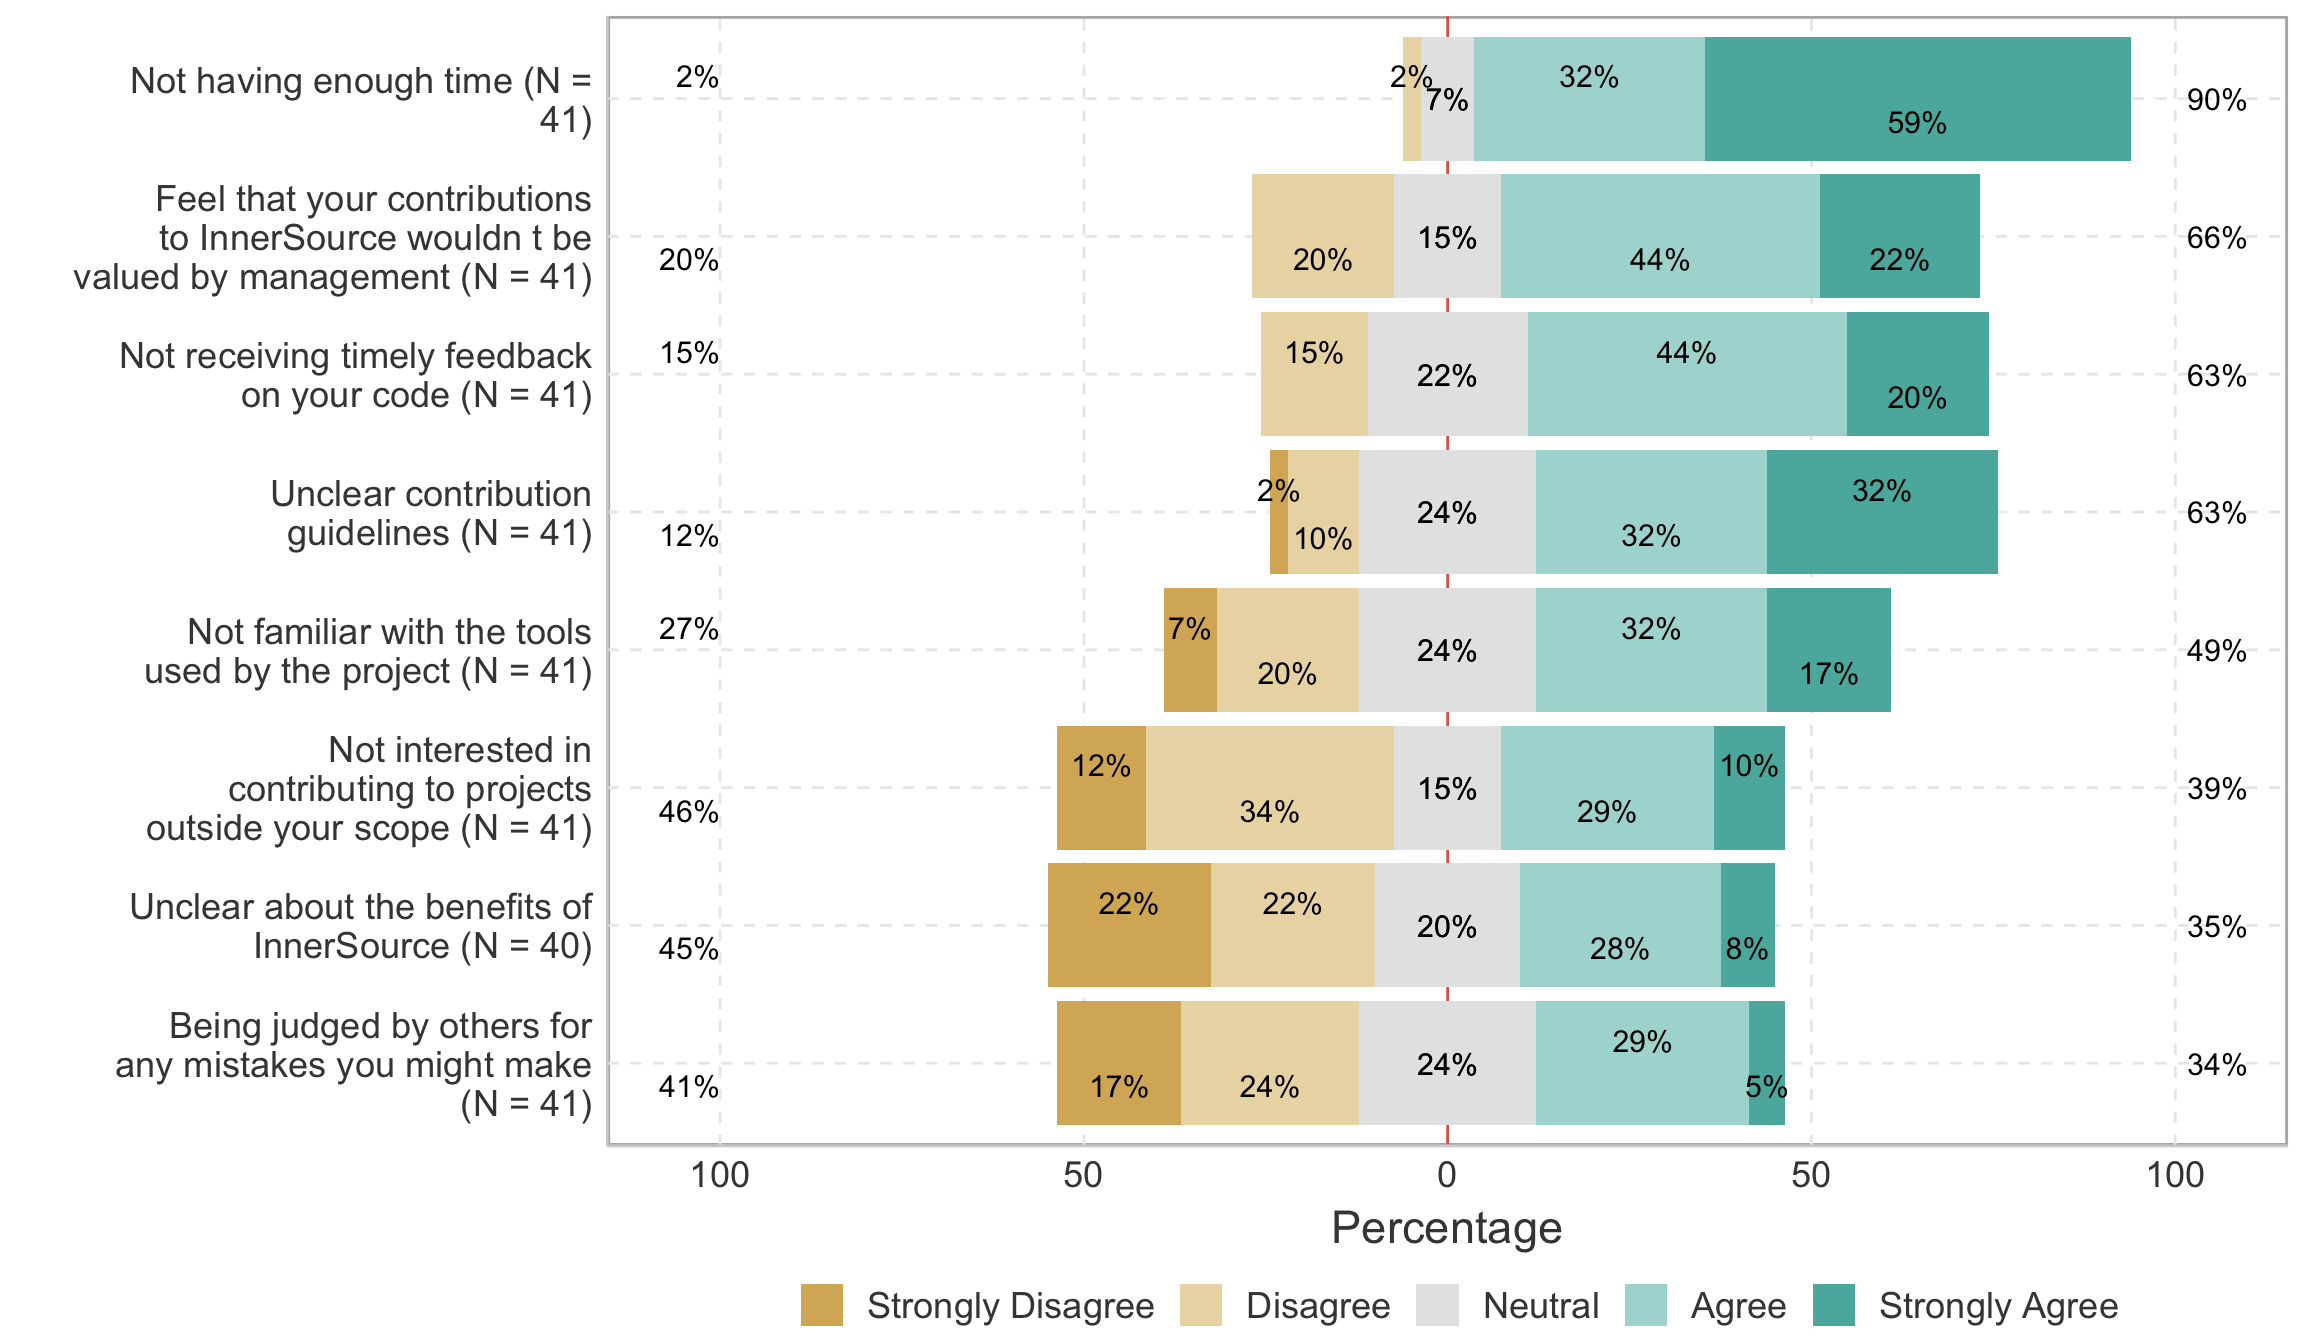 Not having enough time (N =
41)
2%
2%
7%
32%
59%
90%
Feel that your contributions
to InnerSource wouldn t be
valued by management (N = 41)
20%
20%
15%
44%
22%
66%
Not receiving timely feedback
on your code (N = 41)
15%
15%
22%
44%
20%
63%
Unclear contribution
guidelines (N = 41)
12%
2%
10%
24%
32%
32%
63%
Not familiar with the tools
used by the project (N = 41)
27%
7%
20%
24%
32%
17%
49%
Not interested in
contributing to projects
outside your scope (N = 41)
46%
12%
34%
15%
29%
10%
39%
Unclear about the benefits of
InnerSource (N = 40)
45%
22%
22%
20%
28%
8%
35%
Being judged by others for
any mistakes you might make
(N = 41)
41%
17%
24%
24%
29%
5%
34%
100 50 0 50 100
Percentage
Strongly Disagree Disagree Neutral Agree Strongly Agree